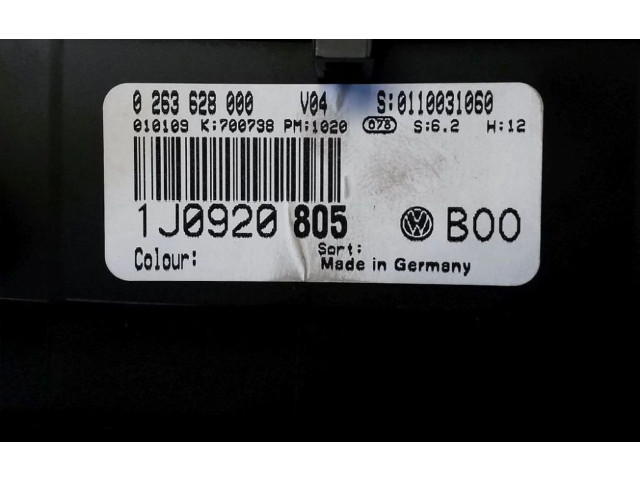 0 263 628 000 V04 S:0110031060
010109 K:700738 PM:1020 078 S:6.2 H:12
1J0920 805 VW B00
Colour: Sort:
Made in Germany